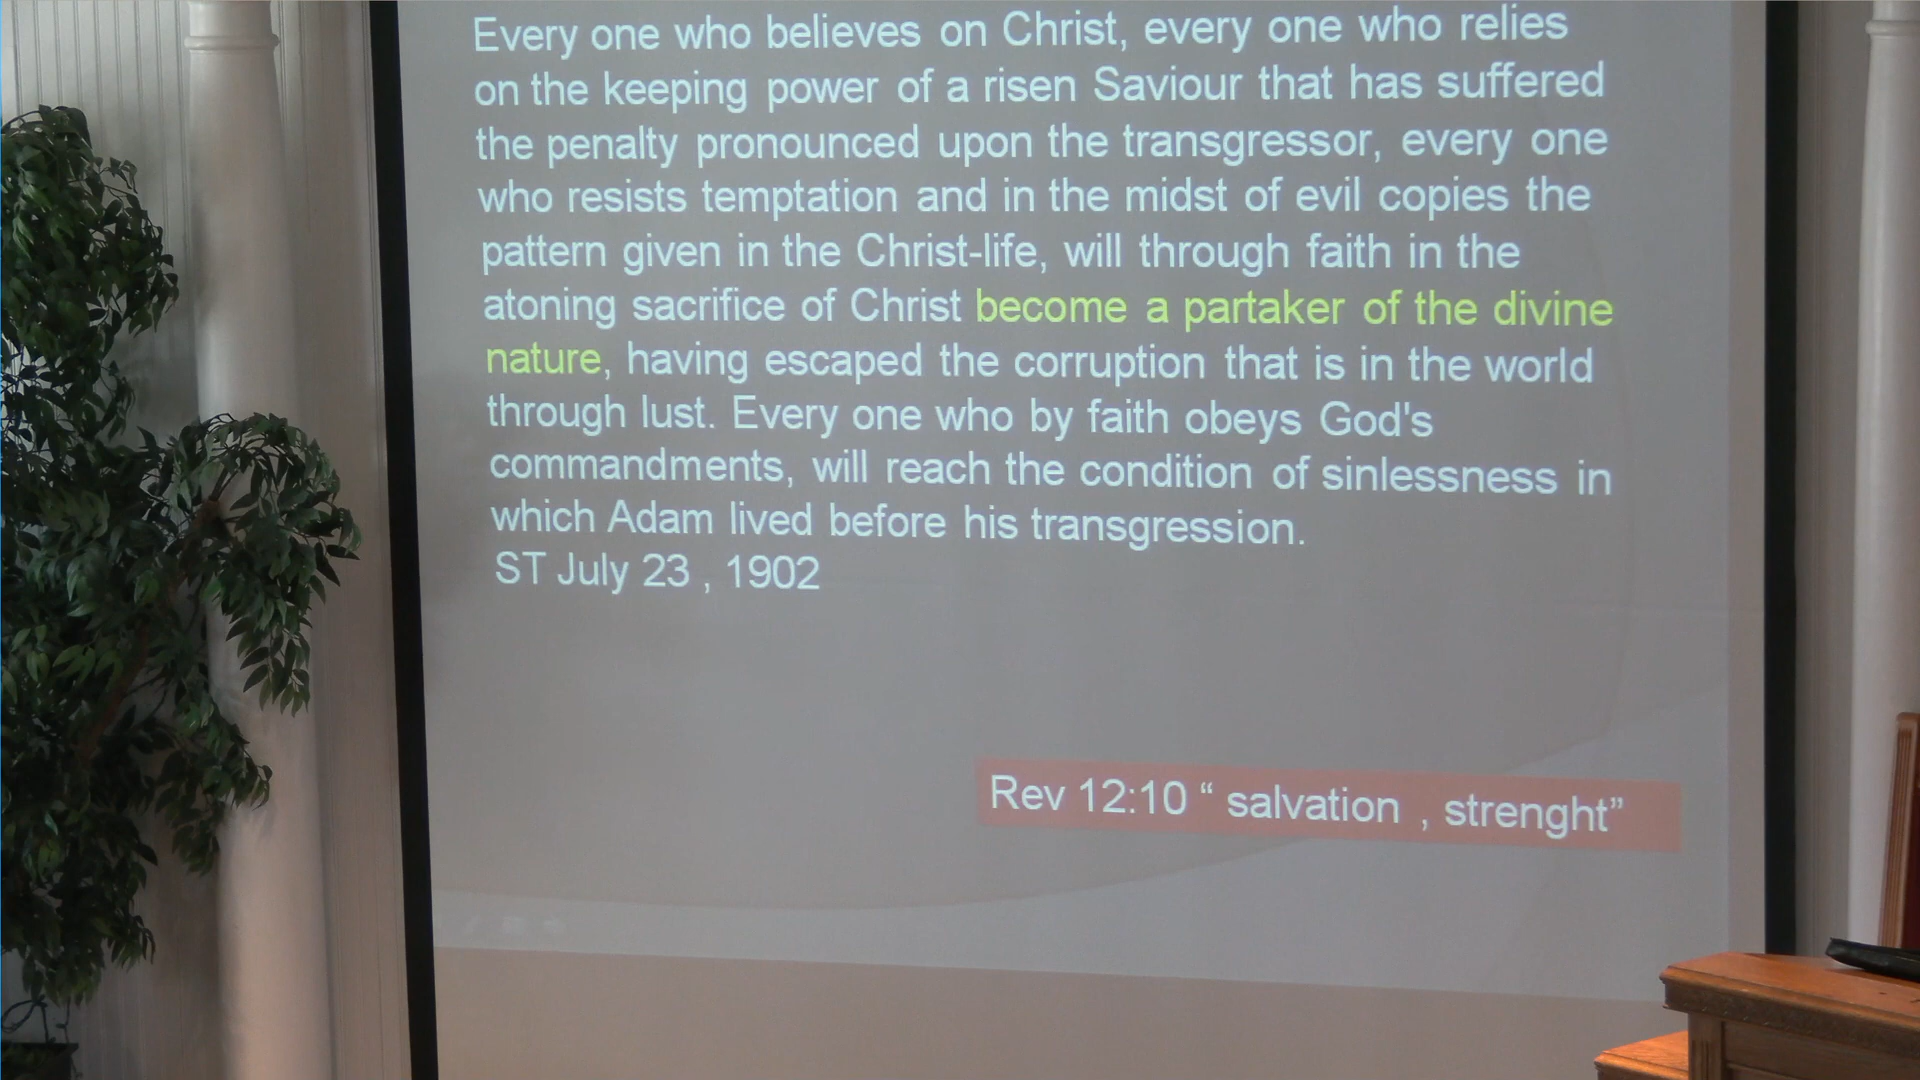 Every one who believes on Christ, every one who relies
on the keeping power of a risen Saviour that has suffered
the penalty pronounced upon the transgressor, every one
who resists temptation and in the midst of evil copies the
pattern given in the Christ-life, will through faith in the
atoning sacrifice of Christ become a partaker of the divine
nature, having escaped the corruption that is in the world
through lust. Every one who by faith obeys God's
commandments, will reach the condition of sinlessness in
which Adam lived before his transgression.
ST July 23 , 1902
Rev 12:10 “ salvation , strenght”